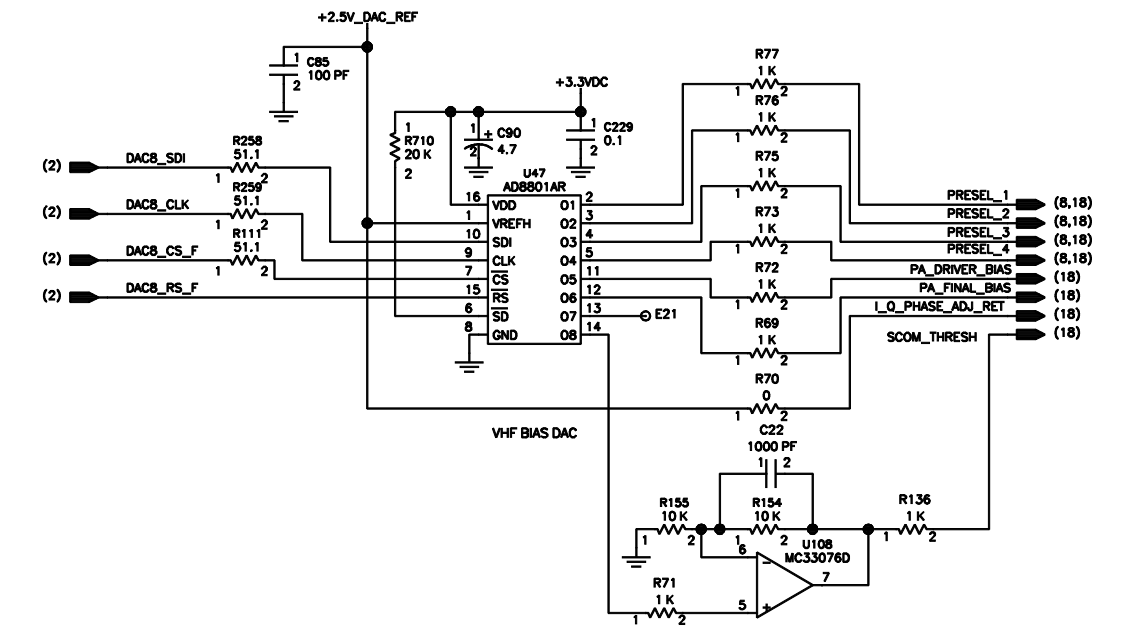 +2.5V_DAC_REF
1
C85
100 PF
2
+3.3VDC
1
R710
20 K
2
1
+
C90
2
4.7
1
C229
0.1
2
R77
1 K
1 2
R76
1 K
1 2
R75
1 K
1 2
R73
1 K
1 2
R72
1 K
1 2
R69
1 K
1 2
R70
0
1 2
(2) DAC8_SDI
R258
51.1
1 2
(2) DAC8_CLK
R259
51.1
1 2
(2) DAC8_CS_F
R111
51.1
1 2
(2) DAC8_RS_F
U47
AD8801AR
16 VDD O1 2
1 VREFH O2 3
10 SDI O3 4
9 CLK O4 5
7 CS O5 11
15 RS O6 12
6 SD O7 13
8 GND O8 14
E21
PRESEL_1 (8,18)
PRESEL_2 (8,18)
PRESEL_3 (8,18)
PRESEL_4 (8,18)
PA_DRIVER_BIAS (18)
PA_FINAL_BIAS (18)
I_Q_PHASE_ADJ_RET (18)
SCOM_THRESH (18)
VHF BIAS DAC
C22
1000 PF
1 2
R155
10 K
1 2
R154
10 K
1 2
R136
1 K
1 2
U108
MC33076D
6 −
7
5 +
R71
1 K
1 2